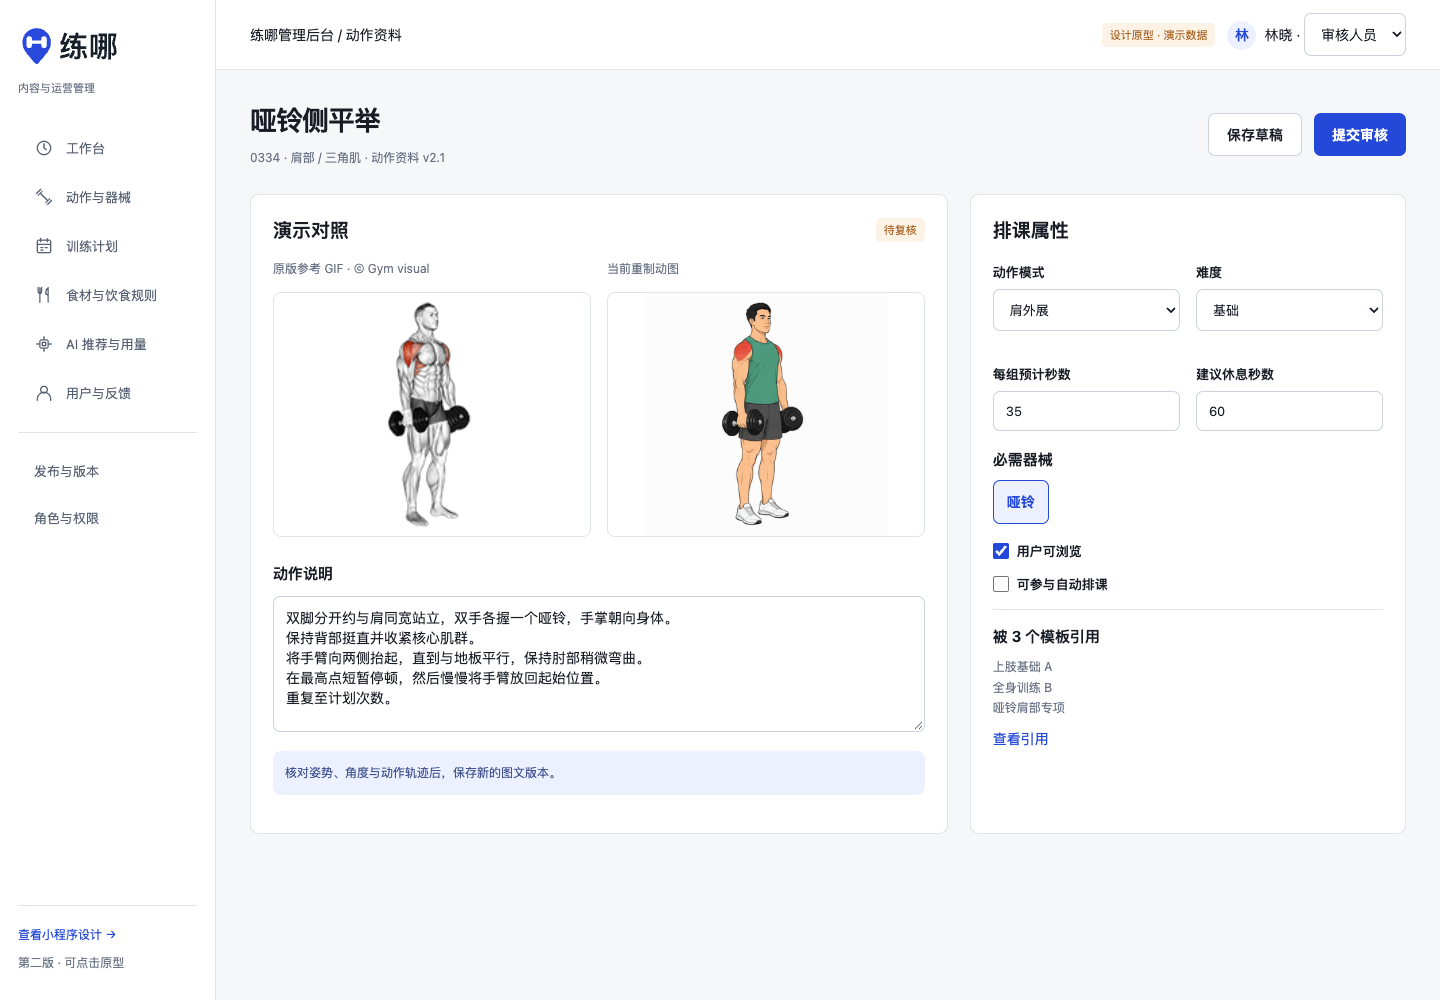 练哪
内容与运营管理
工作台
动作与器械
训练计划
食材与饮食规则
AI 推荐与用量
用户与反馈
发布与版本
角色与权限
查看小程序设计 →
第二版 · 可点击原型
练哪管理后台 / 动作资料
设计原型 · 演示数据
林
林晓 ·
审核人员
哑铃侧平举
0334 · 肩部 / 三角肌 · 动作资料 v2.1
保存草稿
提交审核
演示对照
待复核
原版参考 GIF · © Gym visual
当前重制动图
动作说明
双脚分开约与肩同宽站立，双手各握一个哑铃，手掌朝向身体。
保持背部挺直并收紧核心肌群。
将手臂向两侧抬起，直到与地板平行，保持肘部稍微弯曲。
在最高点短暂停顿，然后慢慢将手臂放回起始位置。
重复至计划次数。
核对姿势、角度与动作轨迹后，保存新的图文版本。
排课属性
动作模式
难度
肩外展
基础
每组预计秒数
建议休息秒数
35
60
必需器械
哑铃
用户可浏览
可参与自动排课
被 3 个模板引用
上肢基础 A
全身训练 B
哑铃肩部专项
查看引用